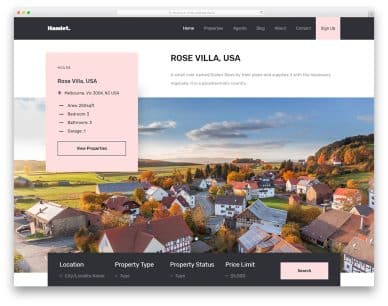 Hamlet.
Home Properties Agents Blog About Contact Sign Up
HOUSE
Rose Villa, USA
Melbourne, Vic 3004, NC USA
— Area: 250sqft
— Bedroom: 3
— Bathrooms: 3
— Garage: 1
View Properties
ROSE VILLA, USA
A small river named Duden flows by their place and supplies it with the necessary
regelialia. It is a paradisematic country.
Location Property Type Property Status Price Limit
City/Locality Name Type Type $5,000
Search